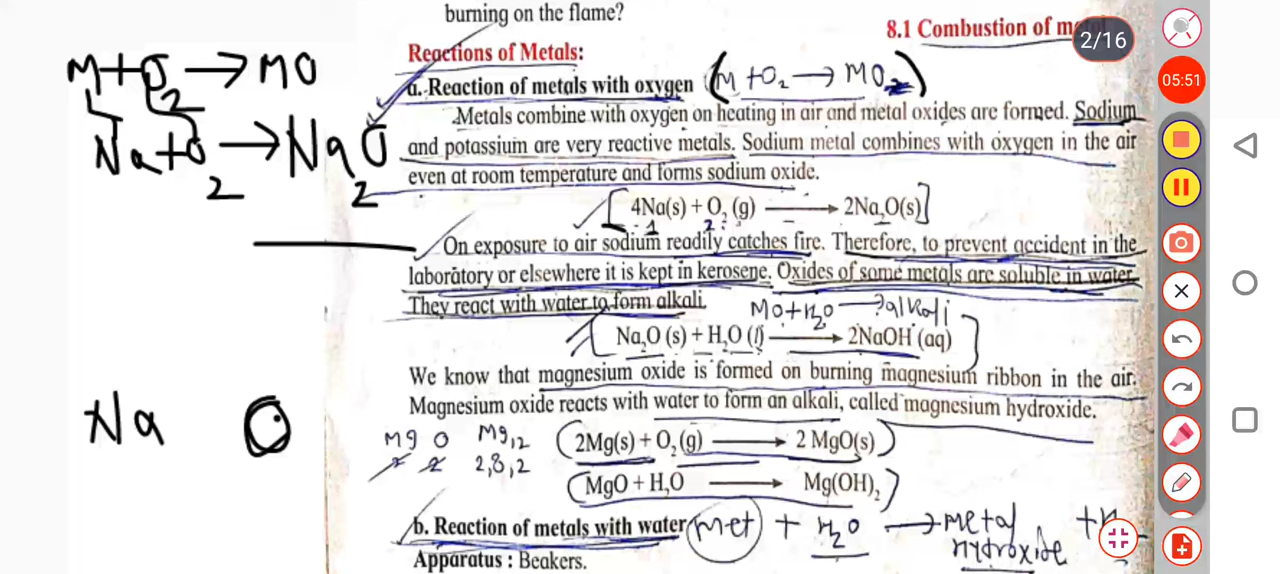 burning on the flame?
8.1 Combustion of
2/16
05:51
M+O2 → MO
Reactions of Metals:
a. Reaction of metals with oxygen (M+O2 → MO2)
Metals combine with oxygen on heating in air and metal oxides are formed. Sodium
Na+O2 → Na2O
and potassium are very reactive metals. Sodium metal combines with oxygen in the air
even at room temperature and forms sodium oxide.
[4Na(s) + O2 (g) → 2Na2O(s)]
1 2
On exposure to air sodium readily catches fire. Therefore, to prevent accident in the
laboratory or elsewhere it is kept in kerosene. Oxides of some metals are soluble in water.
They react with water to form alkali.
MO+H2O → alkali
[Na2O (s) + H2O (l) → 2NaOH (aq)]
We know that magnesium oxide is formed on burning magnesium ribbon in the air.
Magnesium oxide reacts with water to form an alkali, called magnesium hydroxide.
Na O
Mg O Mg12
(2Mg(s) + O2 (g) → 2 MgO(s))
2 2 2,8,2
(MgO + H2O → Mg(OH)2)
b. Reaction of metals with water met + H2O → metal hydroxide +
Apparatus : Beakers.